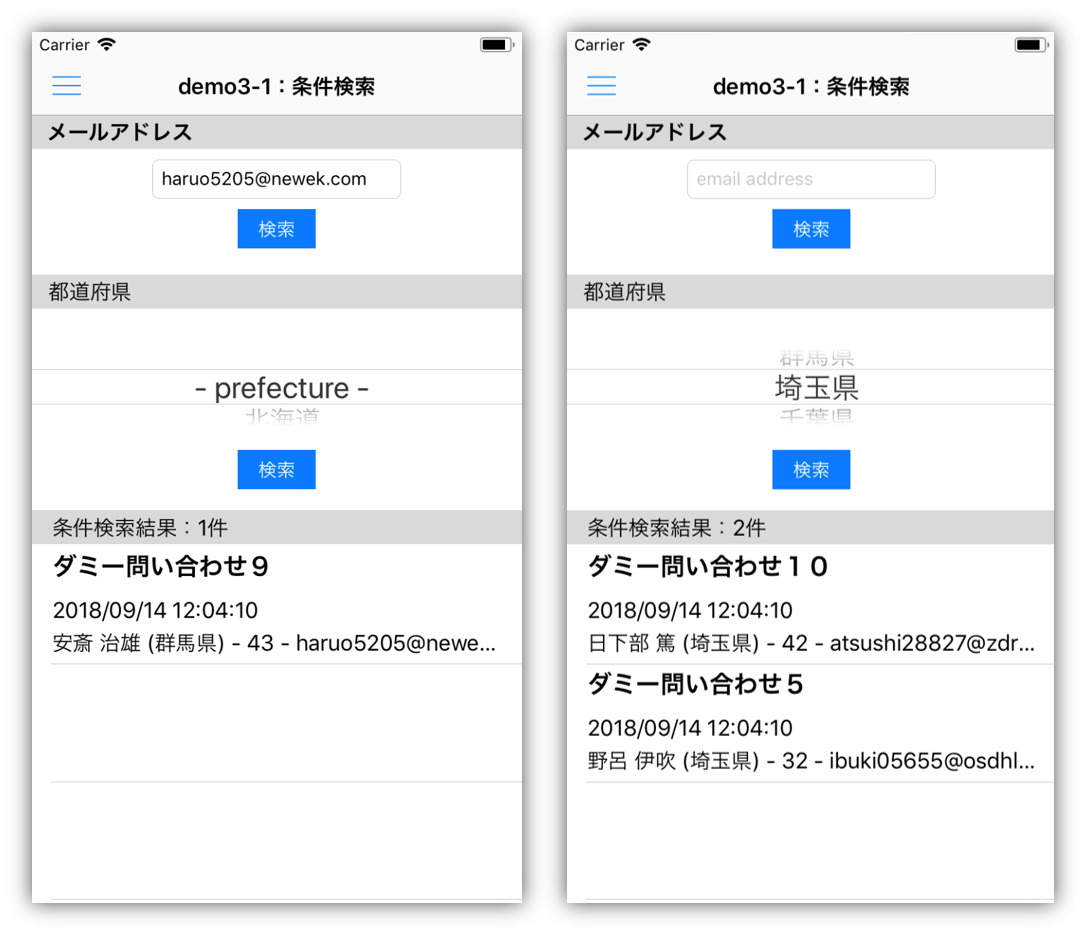 Carrier
demo3-1：条件検索
メールアドレス
haruo5205@newek.com
検索
都道府県
- prefecture -
北海道
検索
条件検索結果：1件
ダミー問い合わせ９
2018/09/14 12:04:10
安斎 治雄 (群馬県) - 43 - haruo5205@newe...
Carrier
demo3-1：条件検索
メールアドレス
email address
検索
都道府県
群馬県
埼玉県
千葉県
検索
条件検索結果：2件
ダミー問い合わせ１０
2018/09/14 12:04:10
日下部 篤 (埼玉県) - 42 - atsushi28827@zdr...
ダミー問い合わせ５
2018/09/14 12:04:10
野呂 伊吹 (埼玉県) - 32 - ibuki05655@osdhl...